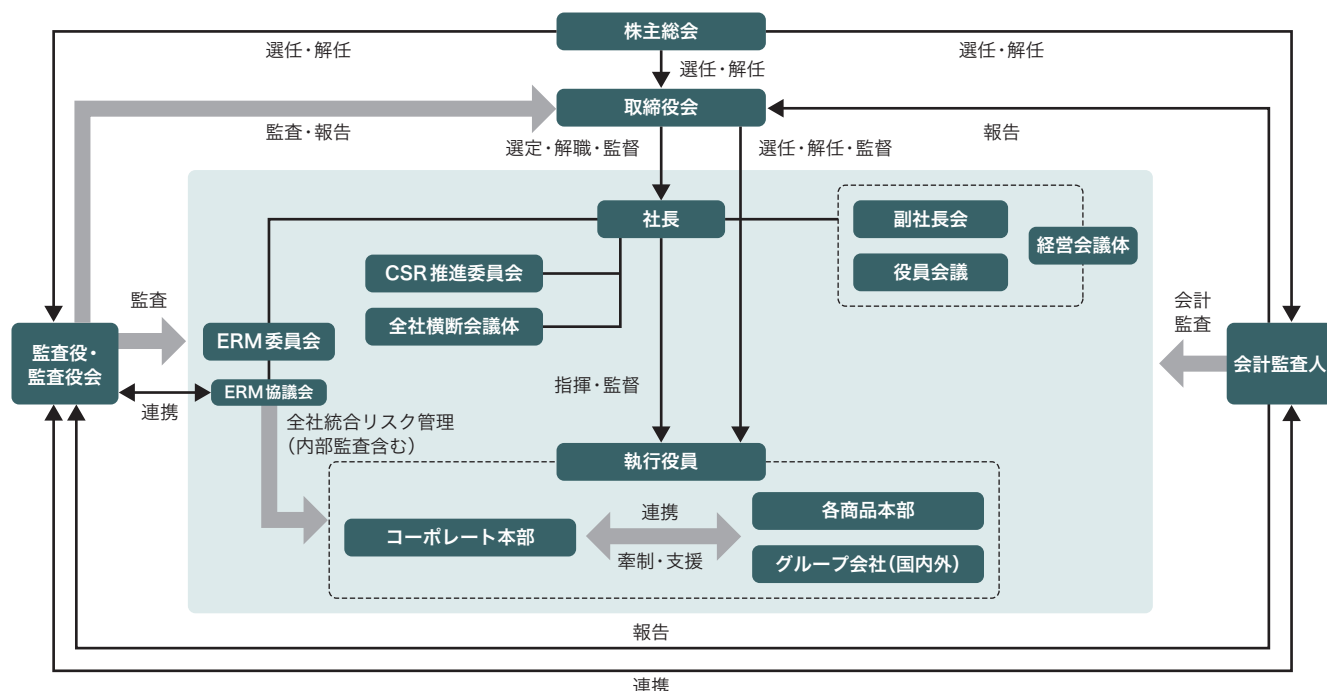 株主総会
選任・解任
選任・解任
選任・解任
取締役会
監査・報告
報告
選定・解職・監督
選任・解任・監督
社長
副社長会
経営会議体
役員会議
CSR推進委員会
全社横断会議体
監査
会計
監査
ERM委員会
監査役・
監査役会
会計監査人
ERM協議会
連携
指揮・監督
全社統合リスク管理
（内部監査含む）
執行役員
コーポレート本部
連携
牽制・支援
各商品本部
グループ会社（国内外）
報告
連携